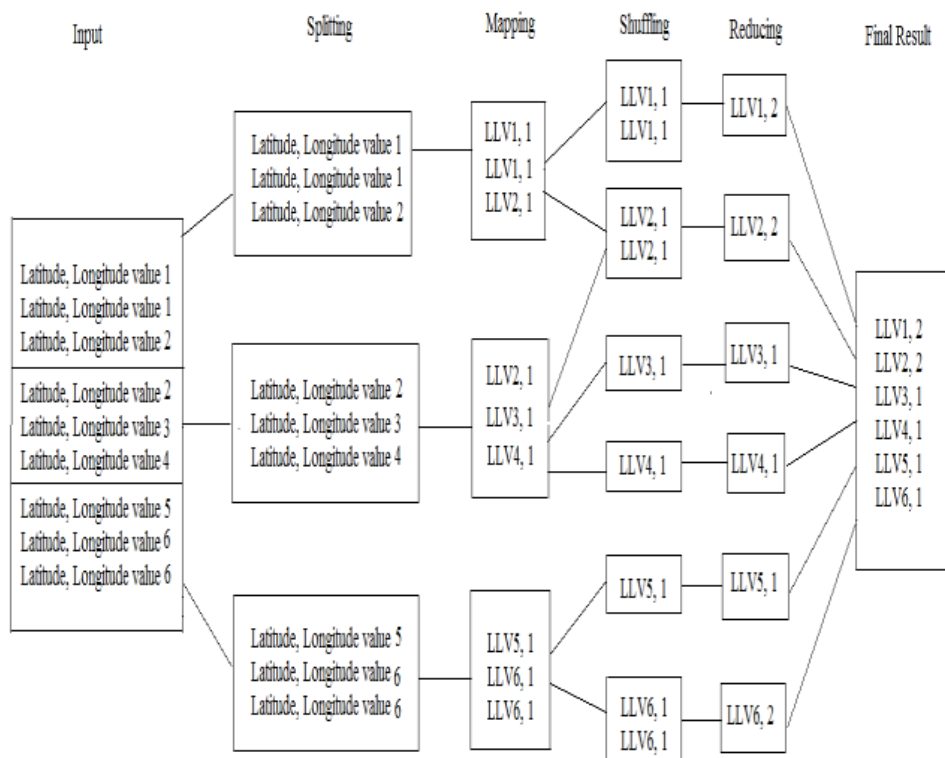 Input
Splitting
Mapping
Shuffling
Reducing
Final Result
Latitude, Longitude value 1
Latitude, Longitude value 1
Latitude, Longitude value 2
Latitude, Longitude value 2
Latitude, Longitude value 3
Latitude, Longitude value 4
Latitude, Longitude value 5
Latitude, Longitude value 6
Latitude, Longitude value 6
Latitude, Longitude value 1
Latitude, Longitude value 1
Latitude, Longitude value 2
Latitude, Longitude value 2
Latitude, Longitude value 3
Latitude, Longitude value 4
Latitude, Longitude value 5
Latitude, Longitude value 6
Latitude, Longitude value 6
LLV1, 1
LLV1, 1
LLV2, 1
LLV2, 1
LLV3, 1
LLV4, 1
LLV5, 1
LLV6, 1
LLV6, 1
LLV1, 1
LLV1, 1
LLV2, 1
LLV2, 1
LLV3, 1
LLV4, 1
LLV5, 1
LLV6, 1
LLV6, 1
LLV1, 2
LLV2, 2
LLV3, 1
LLV4, 1
LLV5, 1
LLV6, 2
LLV1, 2
LLV2, 2
LLV3, 1
LLV4, 1
LLV5, 1
LLV6, 1